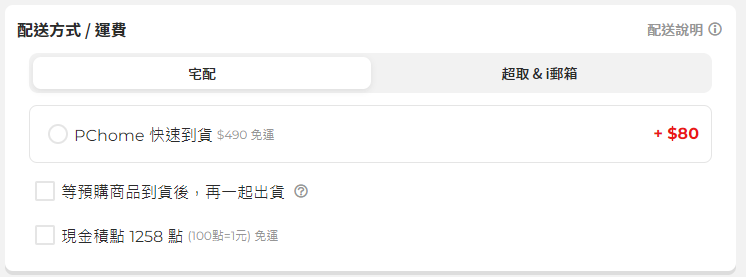 配送方式 / 運費
配送說明
宅配
超取 & i郵箱
PChome 快速到貨 $490 免運
+ $80
等預購商品到貨後，再一起出貨
現金積點 1258 點 (100點=1元) 免運